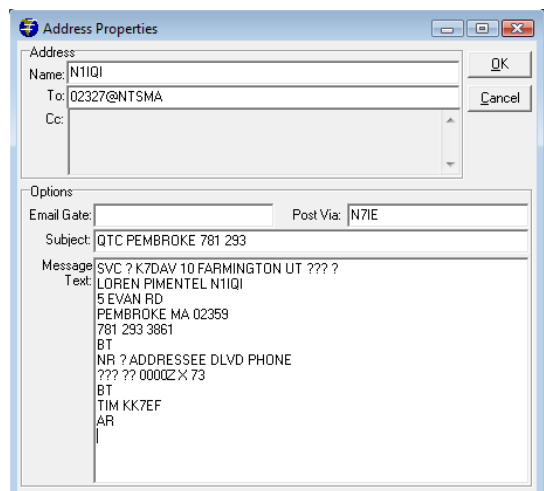 Address Properties
Address
Name: N1IQI
OK
To: 02327@NTSMA
Cancel
Cc:
Options
Email Gate:
Post Via: N7IE
Subject: QTC PEMBROKE 781 293
Message Text: SVC ? K7DAV 10 FARMINGTON UT ??? ?
LOREN PIMENTEL N1IQI
5 EVAN RD
PEMBROKE MA 02359
781 293 3861
BT
NR ? ADDRESSEE DLVD PHONE
??? ?? 0000Z X 73
BT
TIM KK7EF
AR